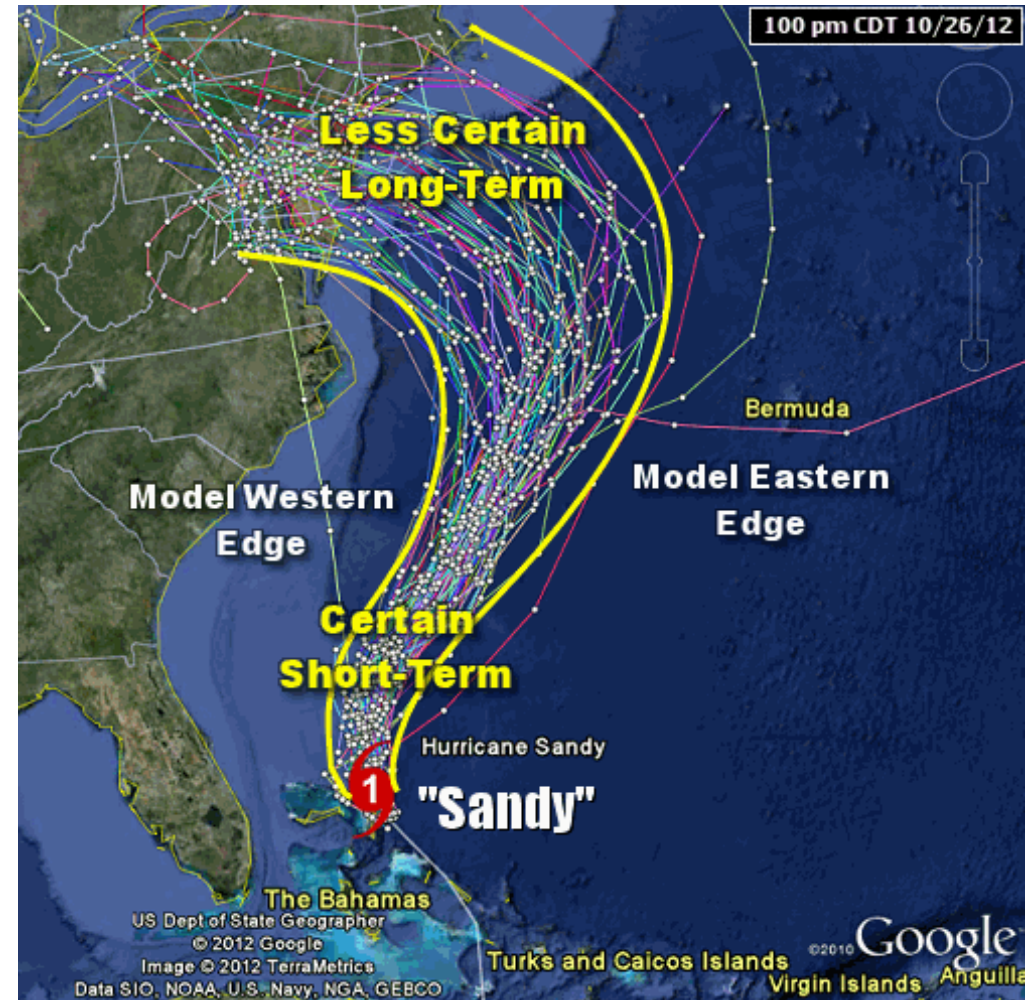 100 pm CDT 10/26/12
Less Certain
Long-Term
Bermuda
Model Western
Edge
Model Eastern
Edge
Certain
Short-Term
Hurricane Sandy
1
"Sandy"
The Bahamas
US Dept of State Geographer
© 2012 Google
Image © 2012 TerraMetrics
Data SIO, NOAA, U.S. Navy, NGA, GEBCO
©2010 Google
Turks and Caicos Islands
Virgin Islands
Anguilla